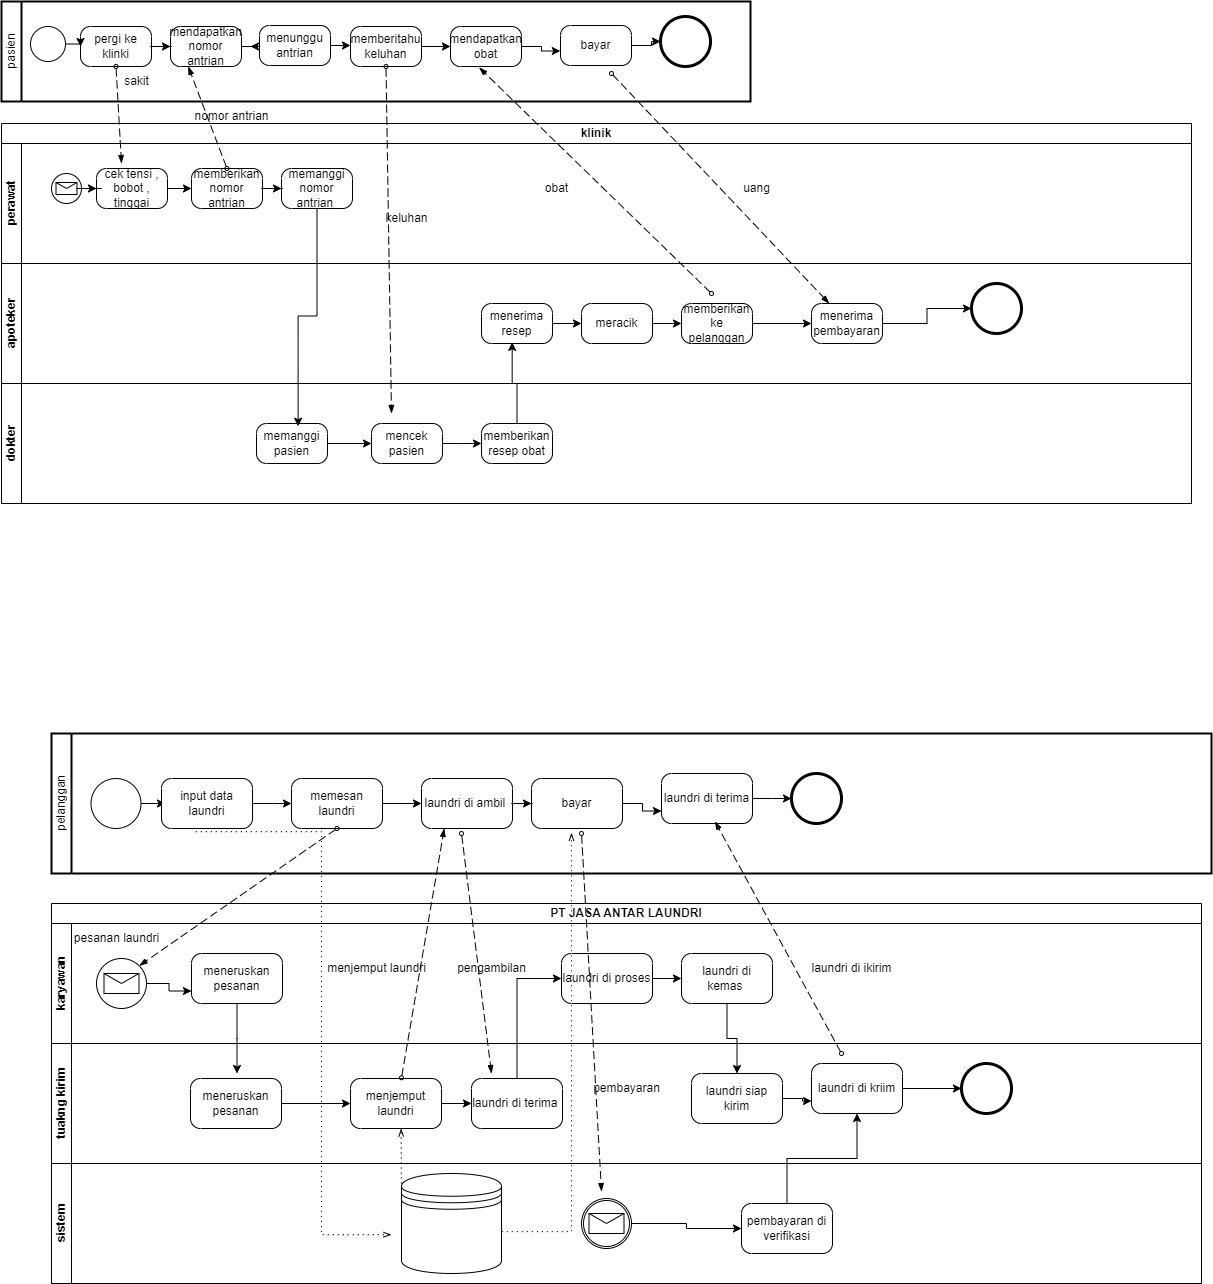 pasien
pergi ke
klinki
mendapatkan
nomor
antrian
menunggu
antrian
memberitahu
keluhan
mendapatkan
obat
bayar
sakit
nomor antrian
klinik
perawat
cek tensi ,
bobot ,
tinggai
memberikan
nomor
antrian
memanggi
nomor
antrian
keluhan
obat
uang
apoteker
menerima
resep
meracik
memberikan
ke
pelanggan
menerima
pembayaran
dokter
memanggi
pasien
mencek
pasien
memberikan
resep obat
pelanggan
input data
laundri
memesan
laundri
laundri di ambil
bayar
laundri di terima
PT JASA ANTAR LAUNDRI
karyawan
pesanan laundri
meneruskan
pesanan
menjemput laundri
pengambilan
laundri di proses
laundri di
kemas
laundri di ikirim
tuakng kirim
meneruskan
pesanan
menjemput
laundri
laundri di terima
pembayaran
laundri siap
kirim
laundri di kriim
sistem
pembayaran di
verifikasi